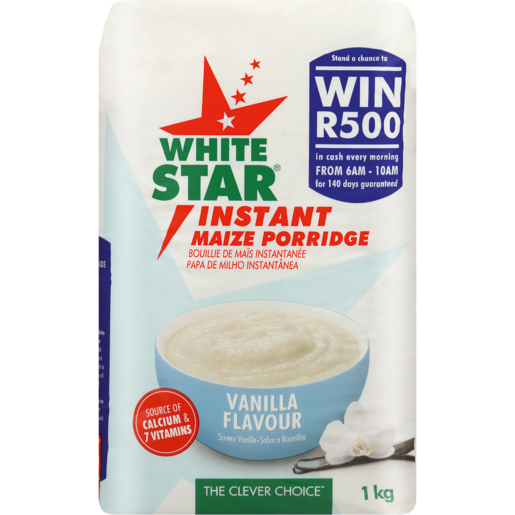 Stand a chance to
WIN
R500
in cash every morning
FROM 6AM - 10AM
for 140 days guaranteed
WHITE
STAR®
INSTANT
MAIZE PORRIDGE
BOUILLIE DE MAÏS INSTANTANÉE
PAPA DE MILHO INSTANTÂNEA
VANILLA
FLAVOUR
Saveur Vanille • Sabor a Baunilha
SOURCE OF
CALCIUM &
7 VITAMINS
THE CLEVER CHOICE™
1 kg